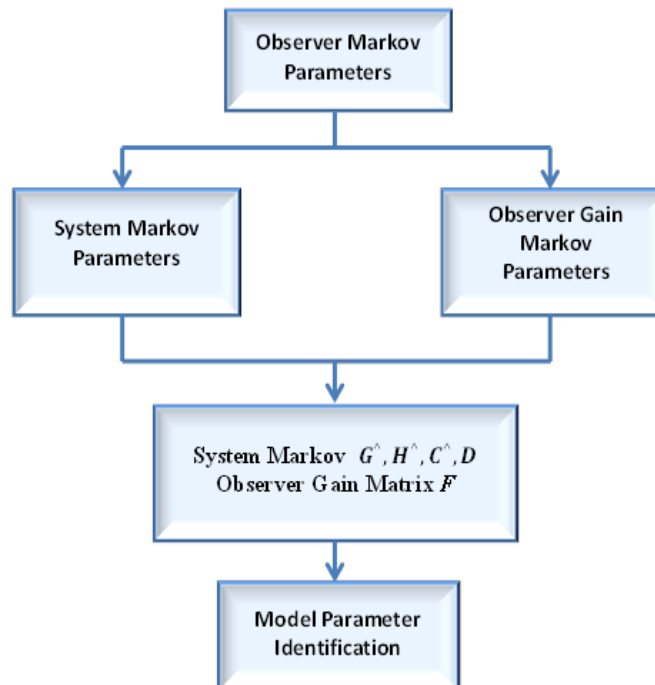 Observer Markov
Parameters
System Markov
Parameters
Observer Gain
Markov
Parameters
System Markov G^, H^, C^, D
Observer Gain Matrix F
Model Parameter
Identification